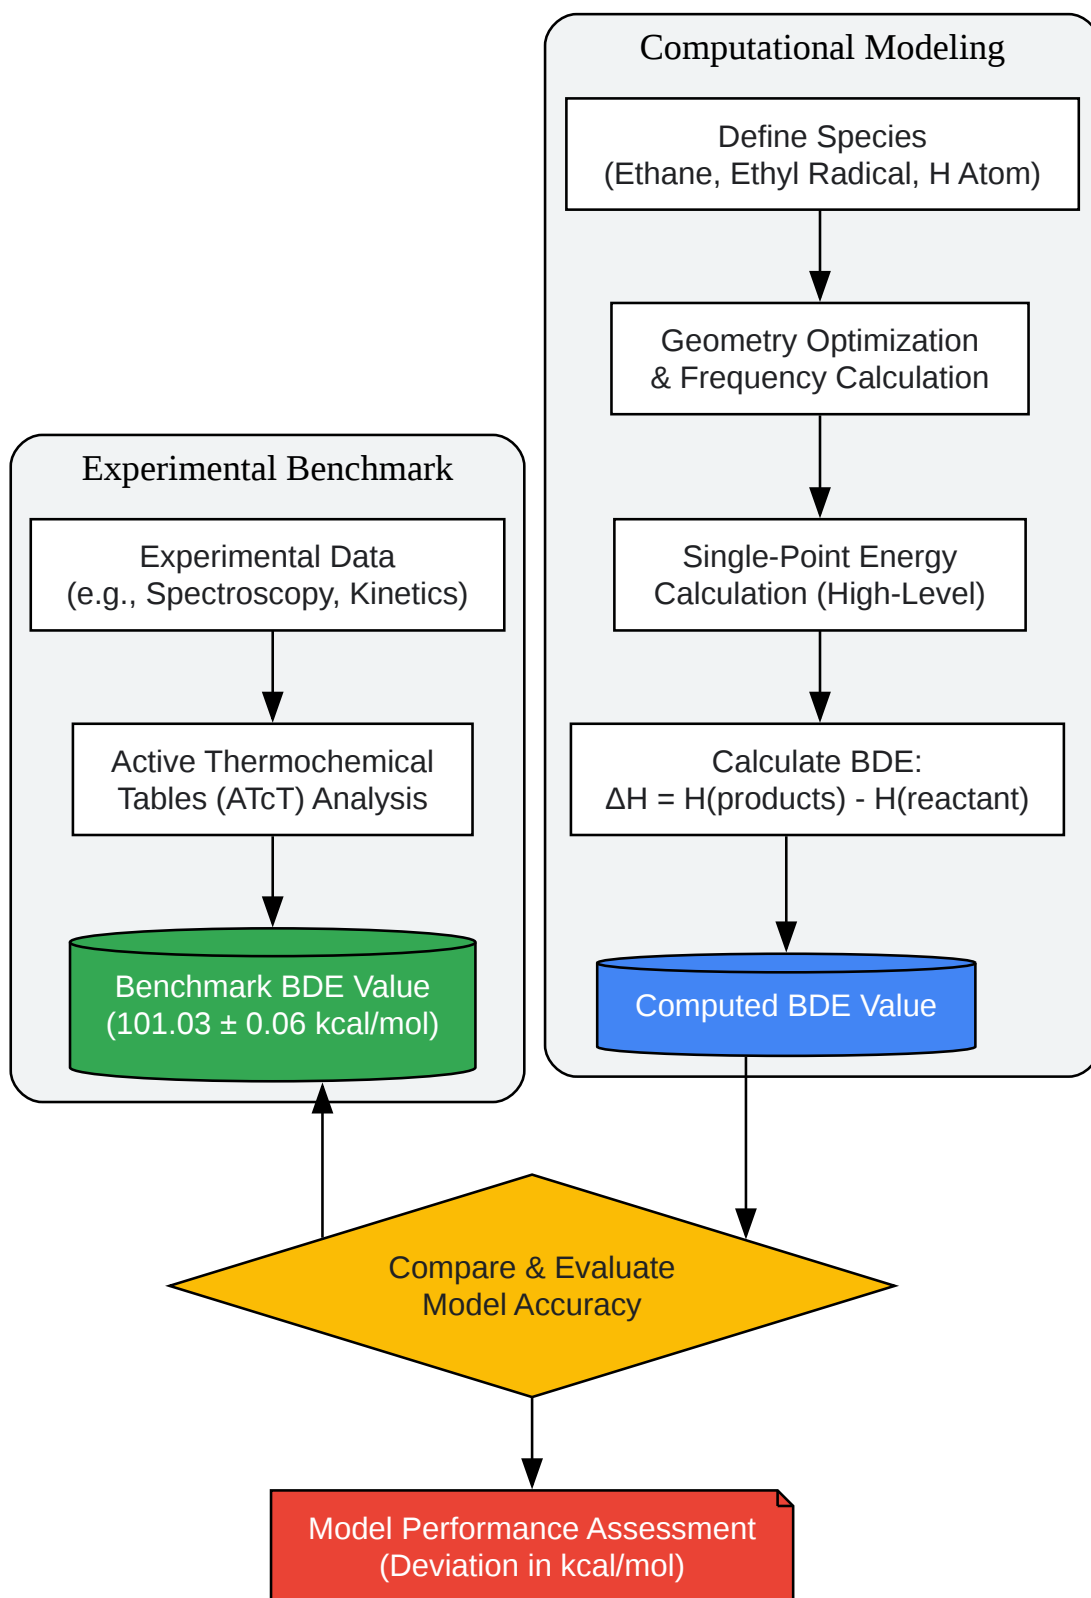 Computational Modeling
Define Species
(Ethane, Ethyl Radical, H Atom)
Geometry Optimization
& Frequency Calculation
Single-Point Energy
Calculation (High-Level)
Calculate BDE:
ΔH = H(products) - H(reactant)
Computed BDE Value
Experimental Benchmark
Experimental Data
(e.g., Spectroscopy, Kinetics)
Active Thermochemical
Tables (ATcT) Analysis
Benchmark BDE Value
(101.03 ± 0.06 kcal/mol)
Compare & Evaluate
Model Accuracy
Model Performance Assessment
(Deviation in kcal/mol)